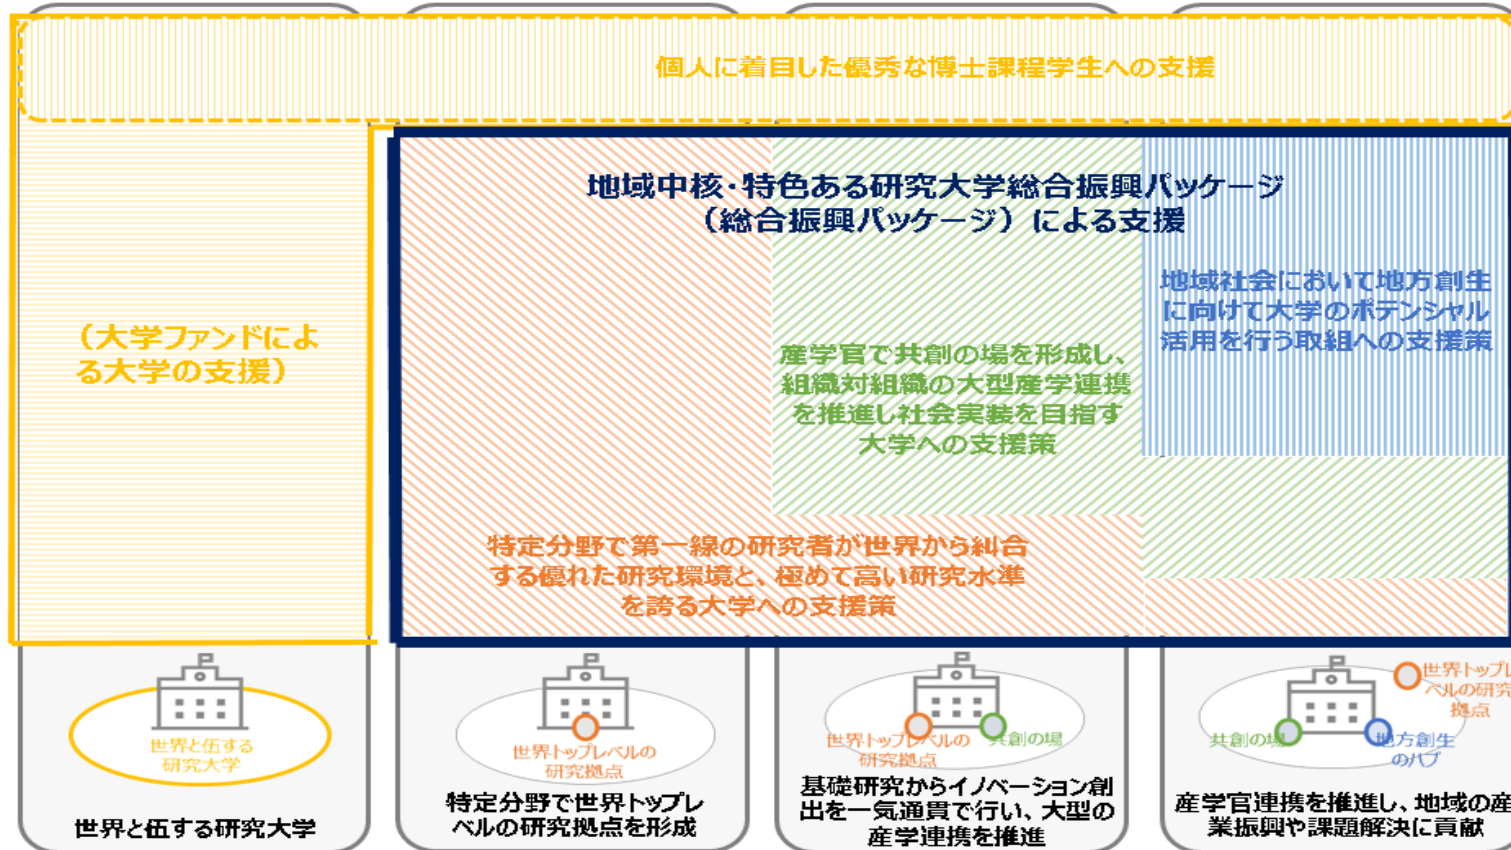 個人に着目した優秀な博士課程学生への支援
地域中核・特色ある研究大学総合振興パッケージ
（総合振興パッケージ）による支援
（大学ファンドによ
る大学の支援）
地域社会において地方創生
に向けて大学のポテンシャル
活用を行う取組への支援策
産学官で共創の場を形成し、
組織対組織の大型産学連携
を推進し社会実装を目指す
大学への支援策
特定分野で第一線の研究者が世界から糾合
する優れた研究環境と、極めて高い研究水準
を誇る大学への支援策
世界と伍する
研究大学
世界と伍する研究大学
世界トップレベルの
研究拠点
特定分野で世界トップレ
ベルの研究拠点を形成
世界トップレベルの
研究拠点
共創の場
基礎研究からイノベーション創
出を一気通貫で行い、大型の
産学連携を推進
世界トップレ
ベルの研究
拠点
共創の場
地方創生
のハブ
産学官連携を推進し、地域の産
業振興や課題解決に貢献